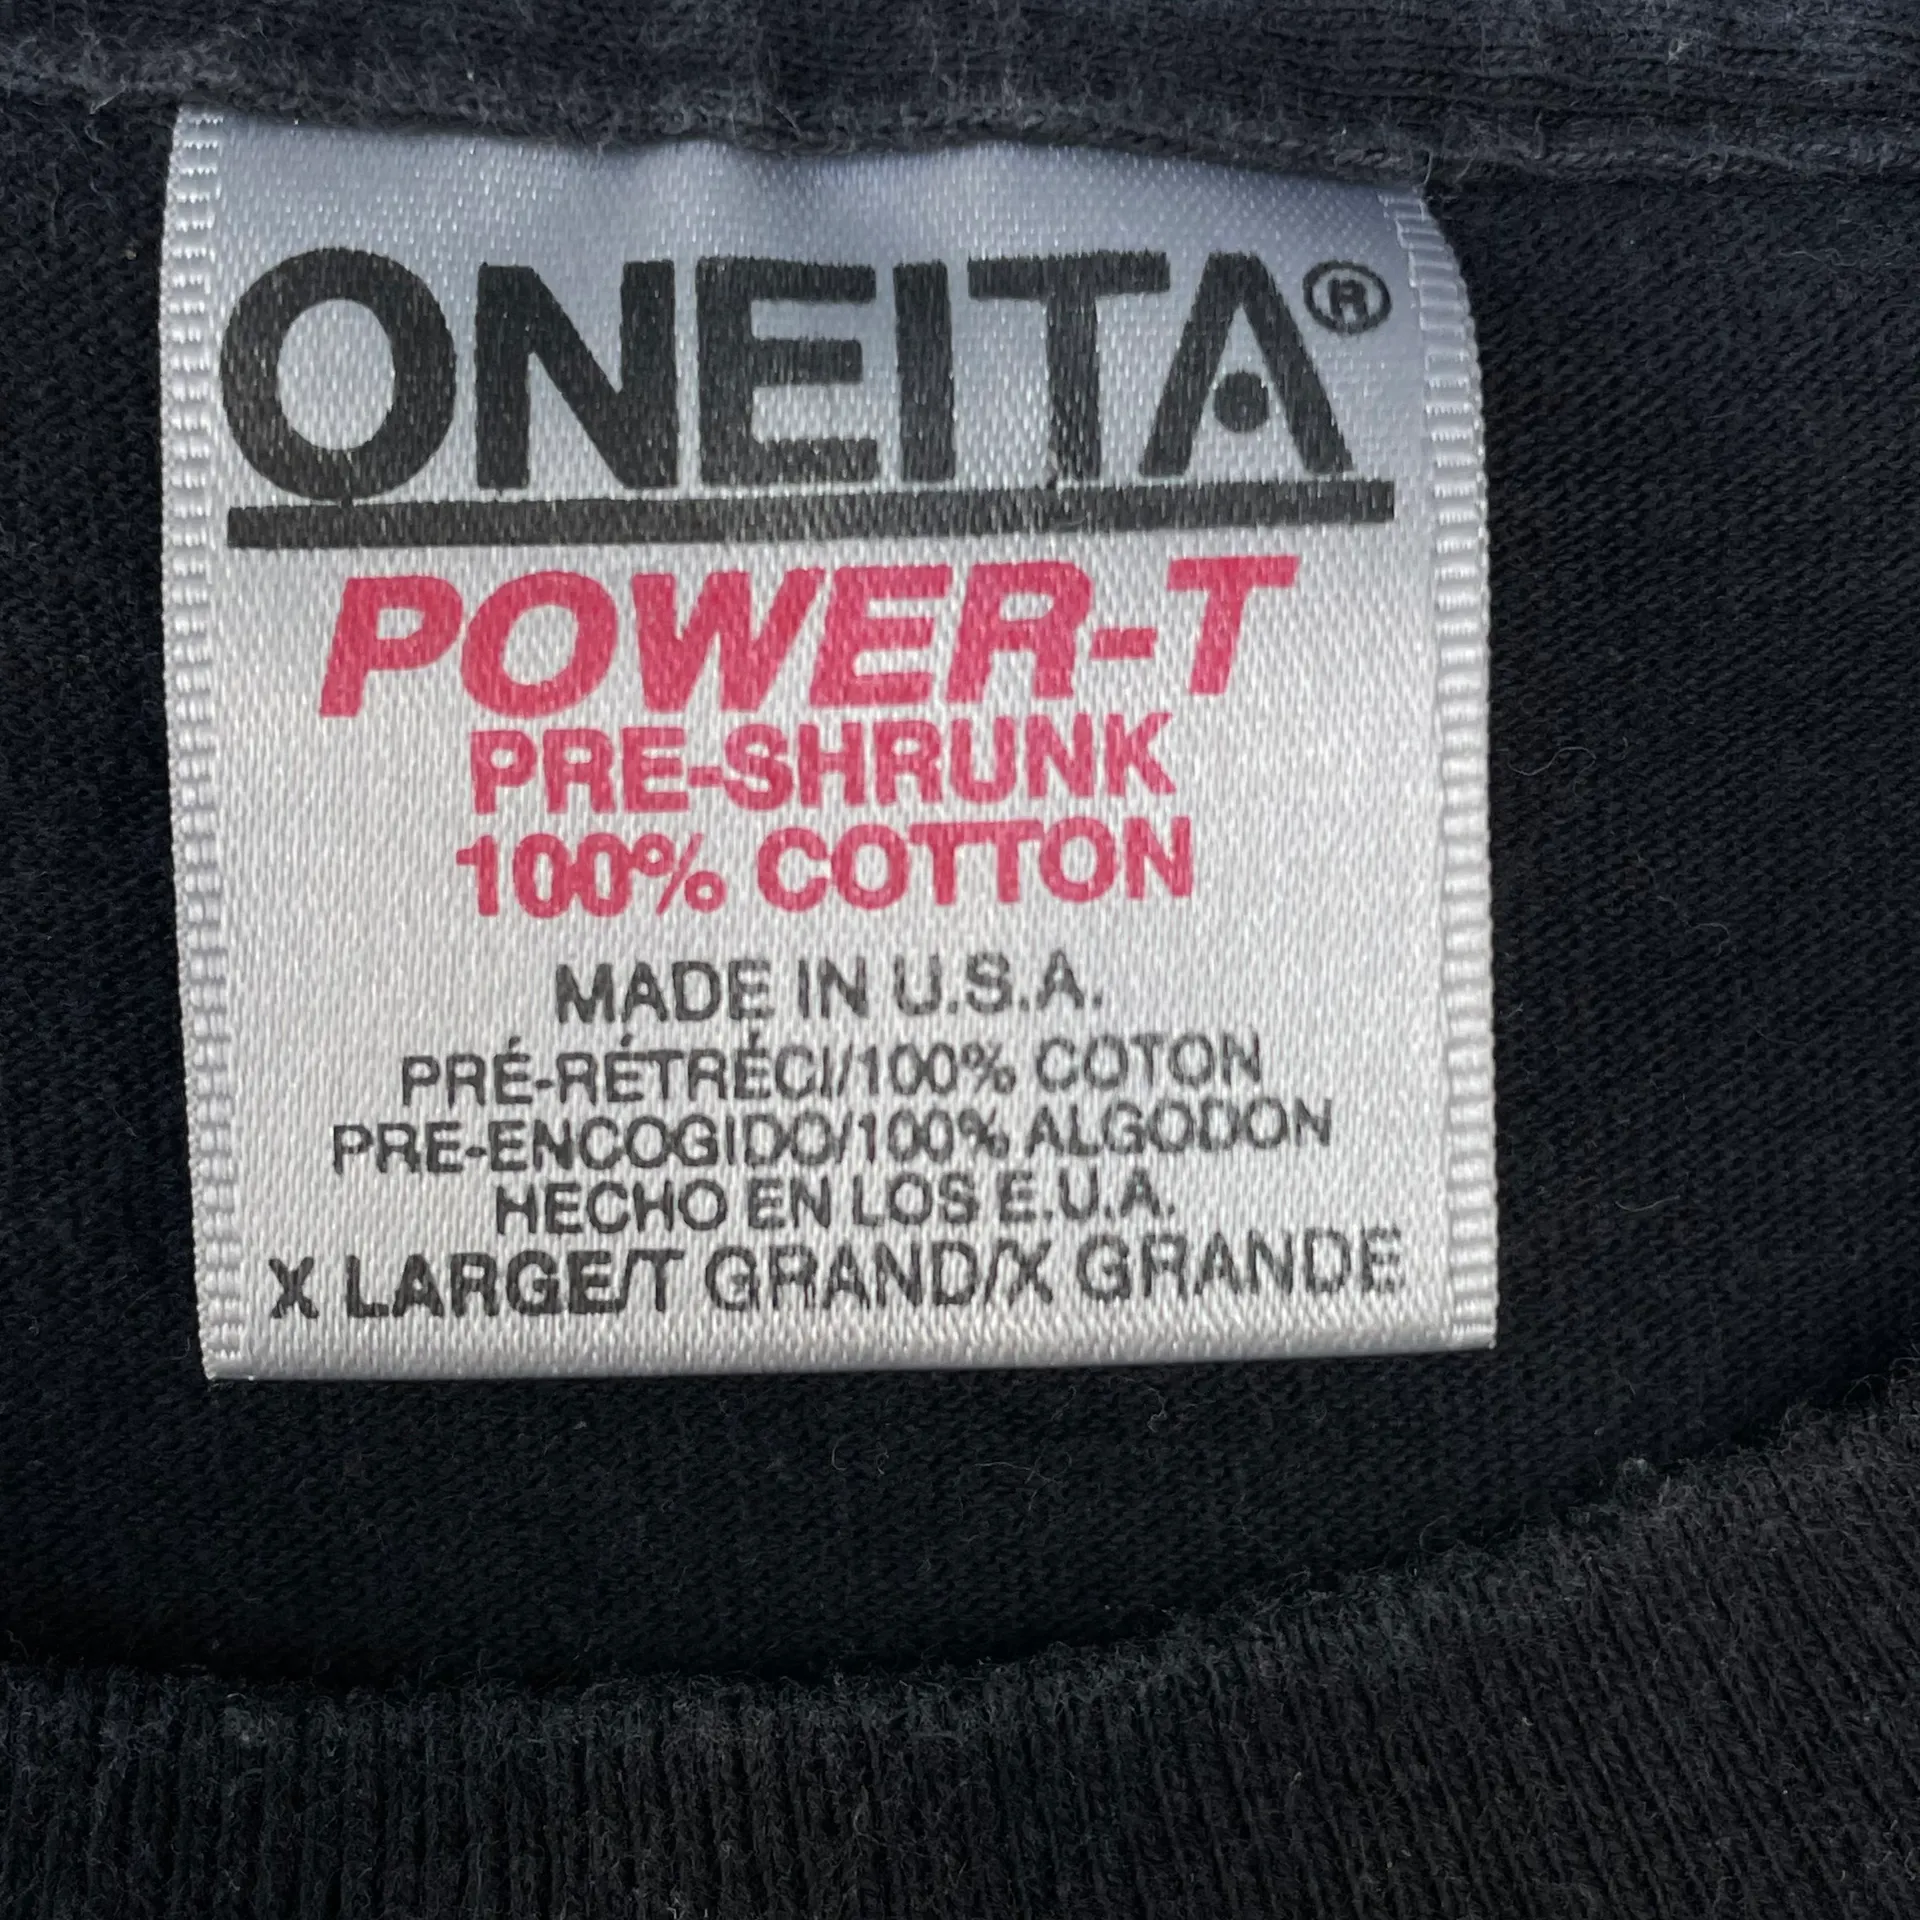 ONEITA®
POWER-T
PRE-SHRUNK
100% COTTON
MADE IN U.S.A.
PRÉ-RÉTRÉCI/100% COTON
PRE-ENCOGIDO/100% ALGODON
HECHO EN LOS E.U.A.
X LARGE/T GRAND/X GRANDE